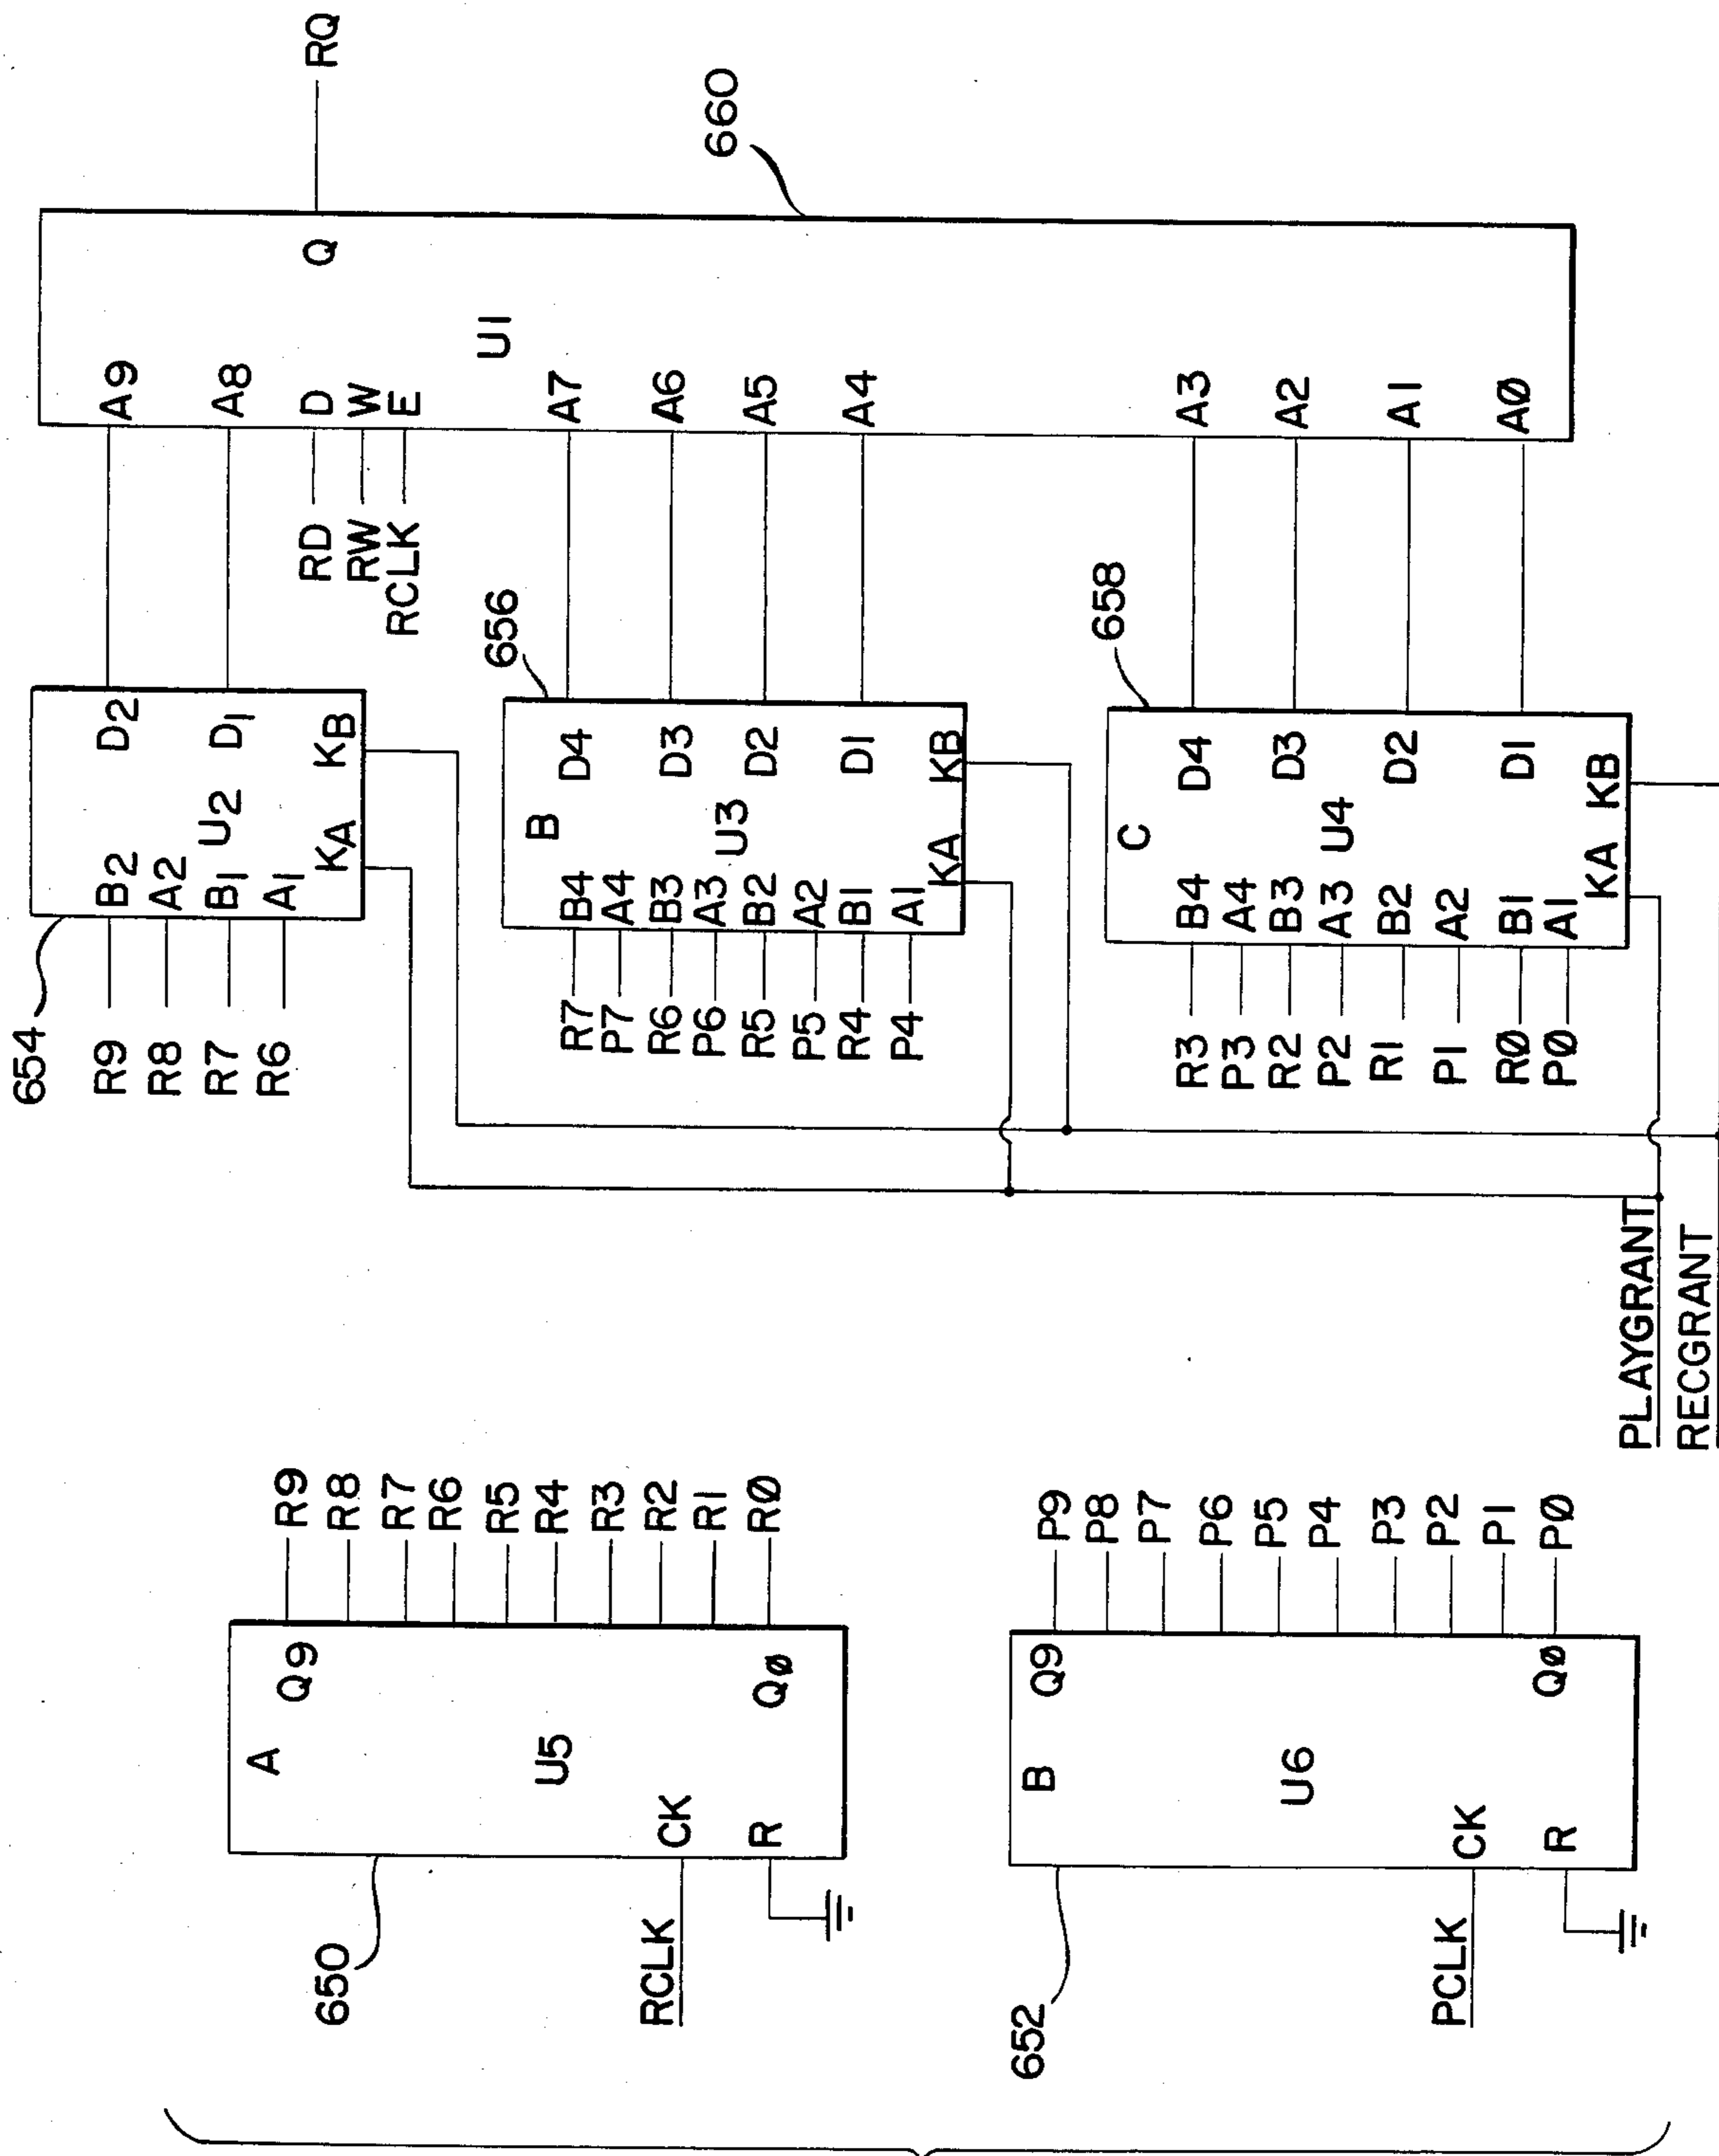 650
A
U5
Q9
QØ
CK
R
RCLK
R9
R8
R7
R6
R5
R4
R3
R2
R1
RØ
652
B
U6
Q9
QØ
CK
R
PCLK
P9
P8
P7
P6
P5
P4
P3
P2
P1
PØ
PLAYGRANT
RECGRANT
654
R9
R8
R7
R6
B2
A2
B1
A1
U2
D2
D1
KA
KB
656
R7
P7
R6
P6
R5
P5
R4
P4
B
B4
A4
B3
A3
B2
A2
B1
A1
U3
D4
D3
D2
D1
KA
KB
658
R3
P3
R2
P2
R1
P1
RØ
PØ
C
B4
A4
B3
A3
B2
A2
B1
A1
U4
D4
D3
D2
D1
KA
KB
RD
RW
RCLK
A9
A8
D
W
E
A7
A6
A5
A4
A3
A2
A1
AØ
U1
Q
RQ
660